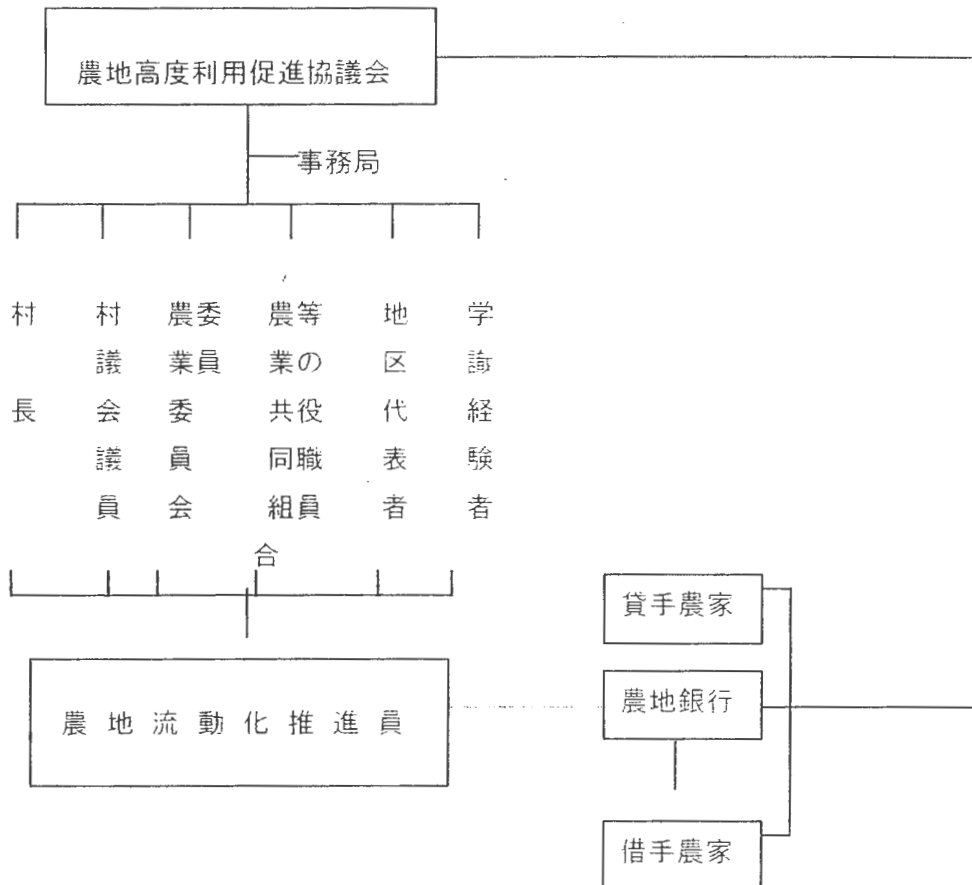 農地高度利用促進協議会
事務局
村長
村議会議員
農業委員会
委員
農業共同組合
等の役職員
地区代表者
学識経験者
貸手農家
農地銀行
農地流動化推進員
借手農家